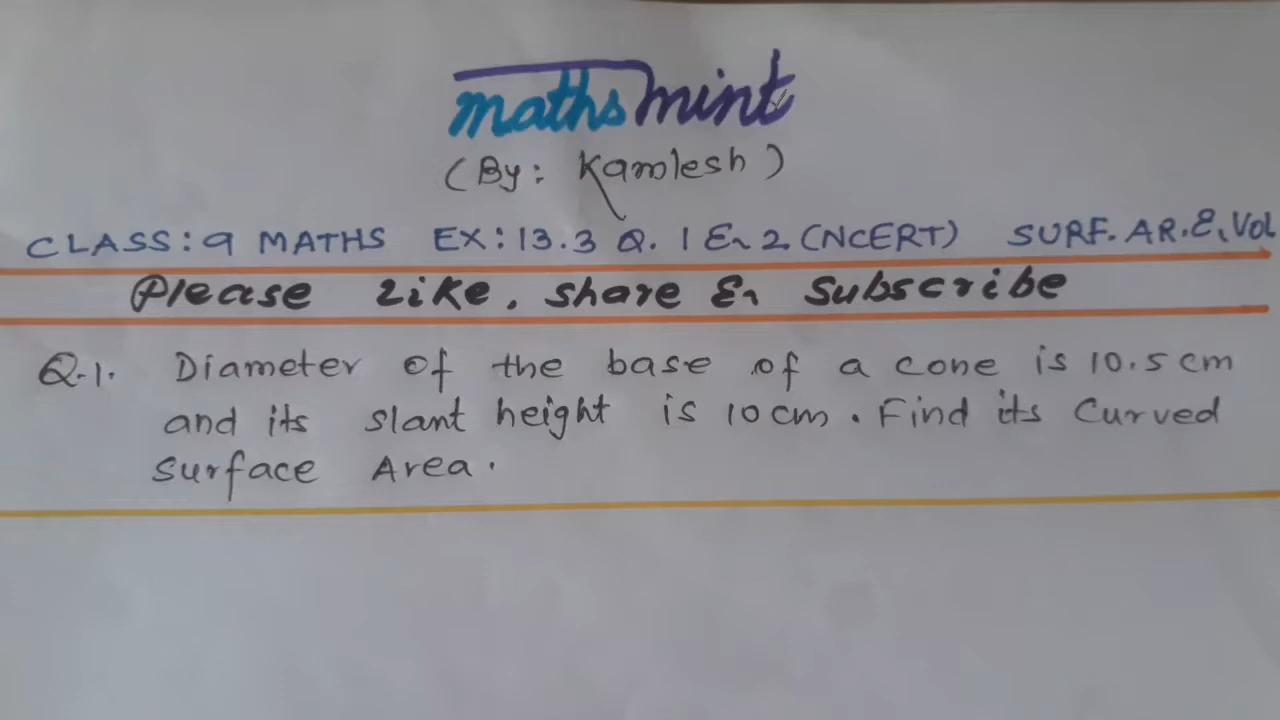 maths mint
(By: Kamlesh)
CLASS: 9 MATHS EX: 13.3 Q. 1 & 2 (NCERT) SURF. AR. & Vol
Please Like, Share & Subscribe
Q.1. Diameter of the base of a cone is 10.5 cm
and its slant height is 10 cm. Find its Curved
Surface Area.